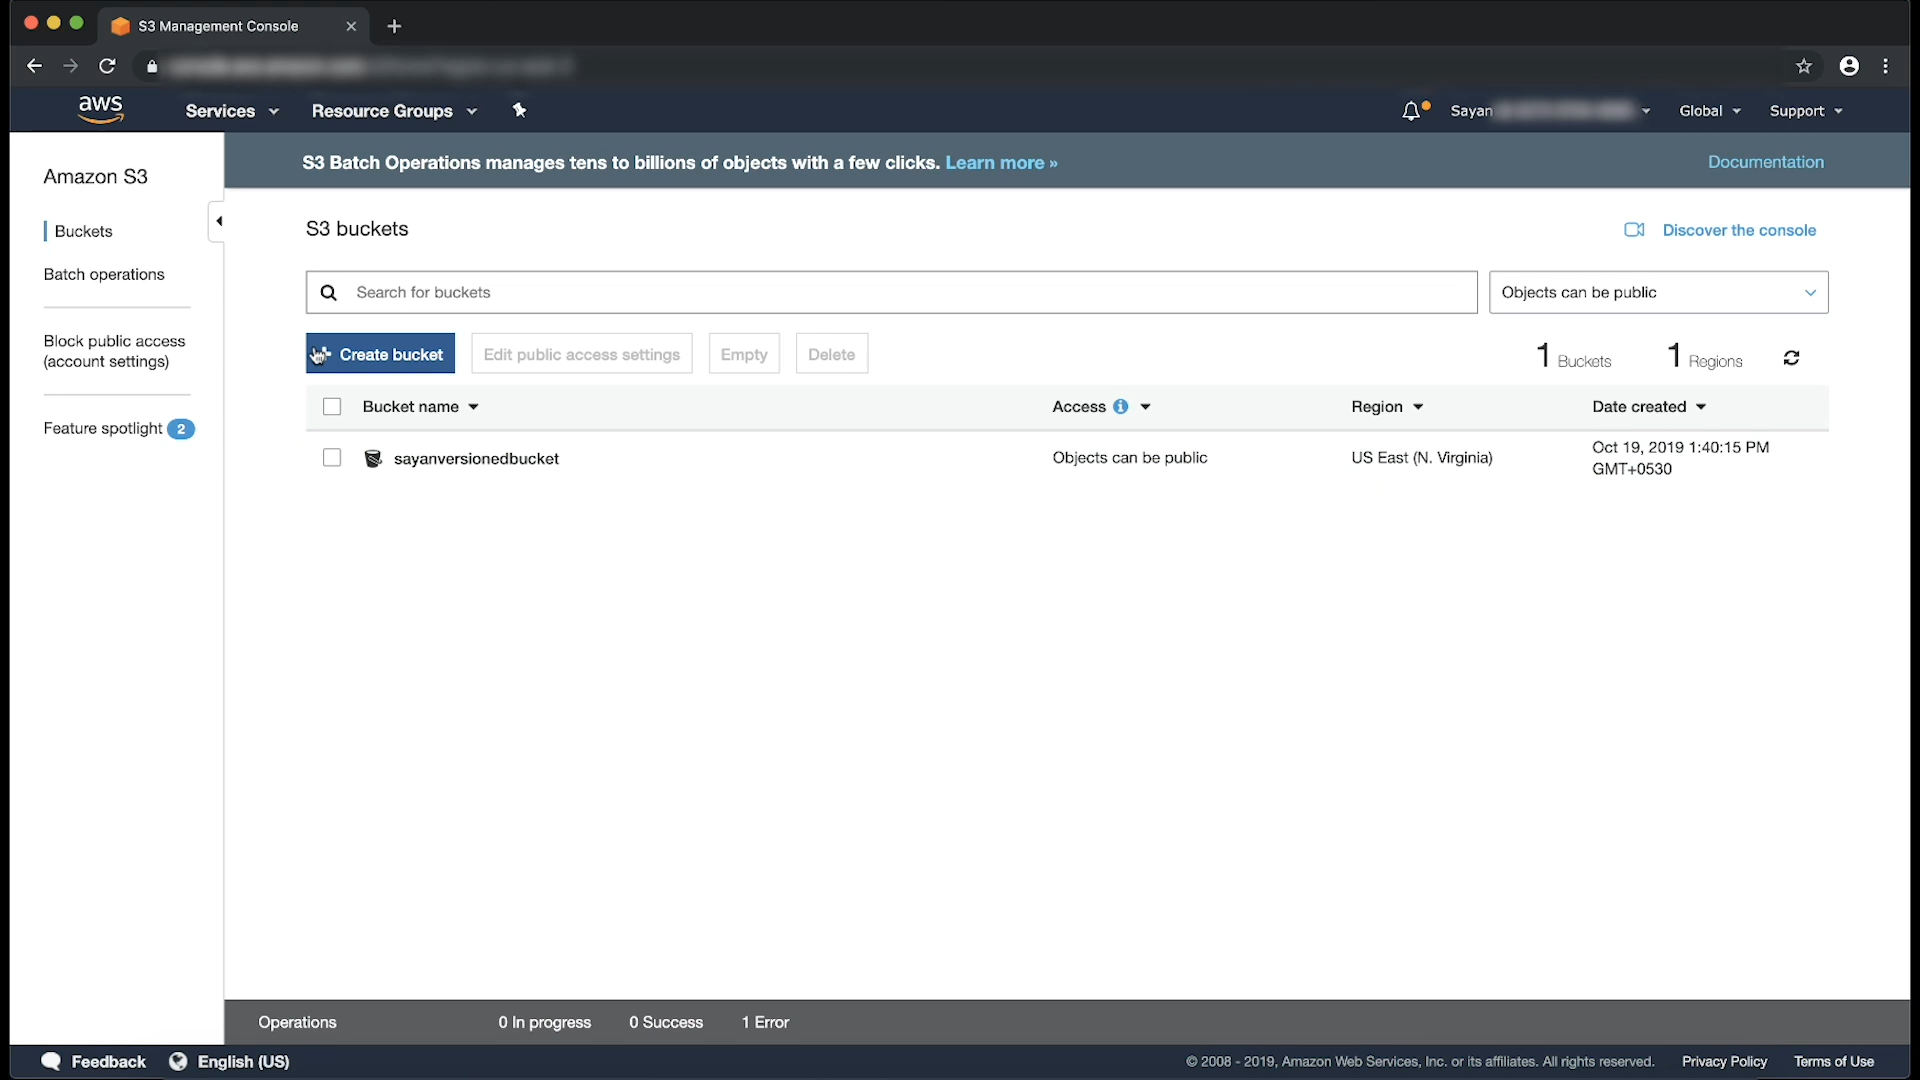 S3 Management Console
aws
Services
Resource Groups
Sayan
Global
Support
Amazon S3
Buckets
Batch operations
Block public access
(account settings)
Feature spotlight 2
S3 Batch Operations manages tens to billions of objects with a few clicks. Learn more »
Documentation
S3 buckets
Discover the console
Search for buckets
Objects can be public
Create bucket
Edit public access settings
Empty
Delete
1 Buckets
1 Regions
Bucket name
Access
Region
Date created
sayanversionedbucket
Objects can be public
US East (N. Virginia)
Oct 19, 2019 1:40:15 PM
GMT+0530
Operations
0 In progress
0 Success
1 Error
Feedback
English (US)
© 2008 - 2019, Amazon Web Services, Inc. or its affiliates. All rights reserved.
Privacy Policy
Terms of Use